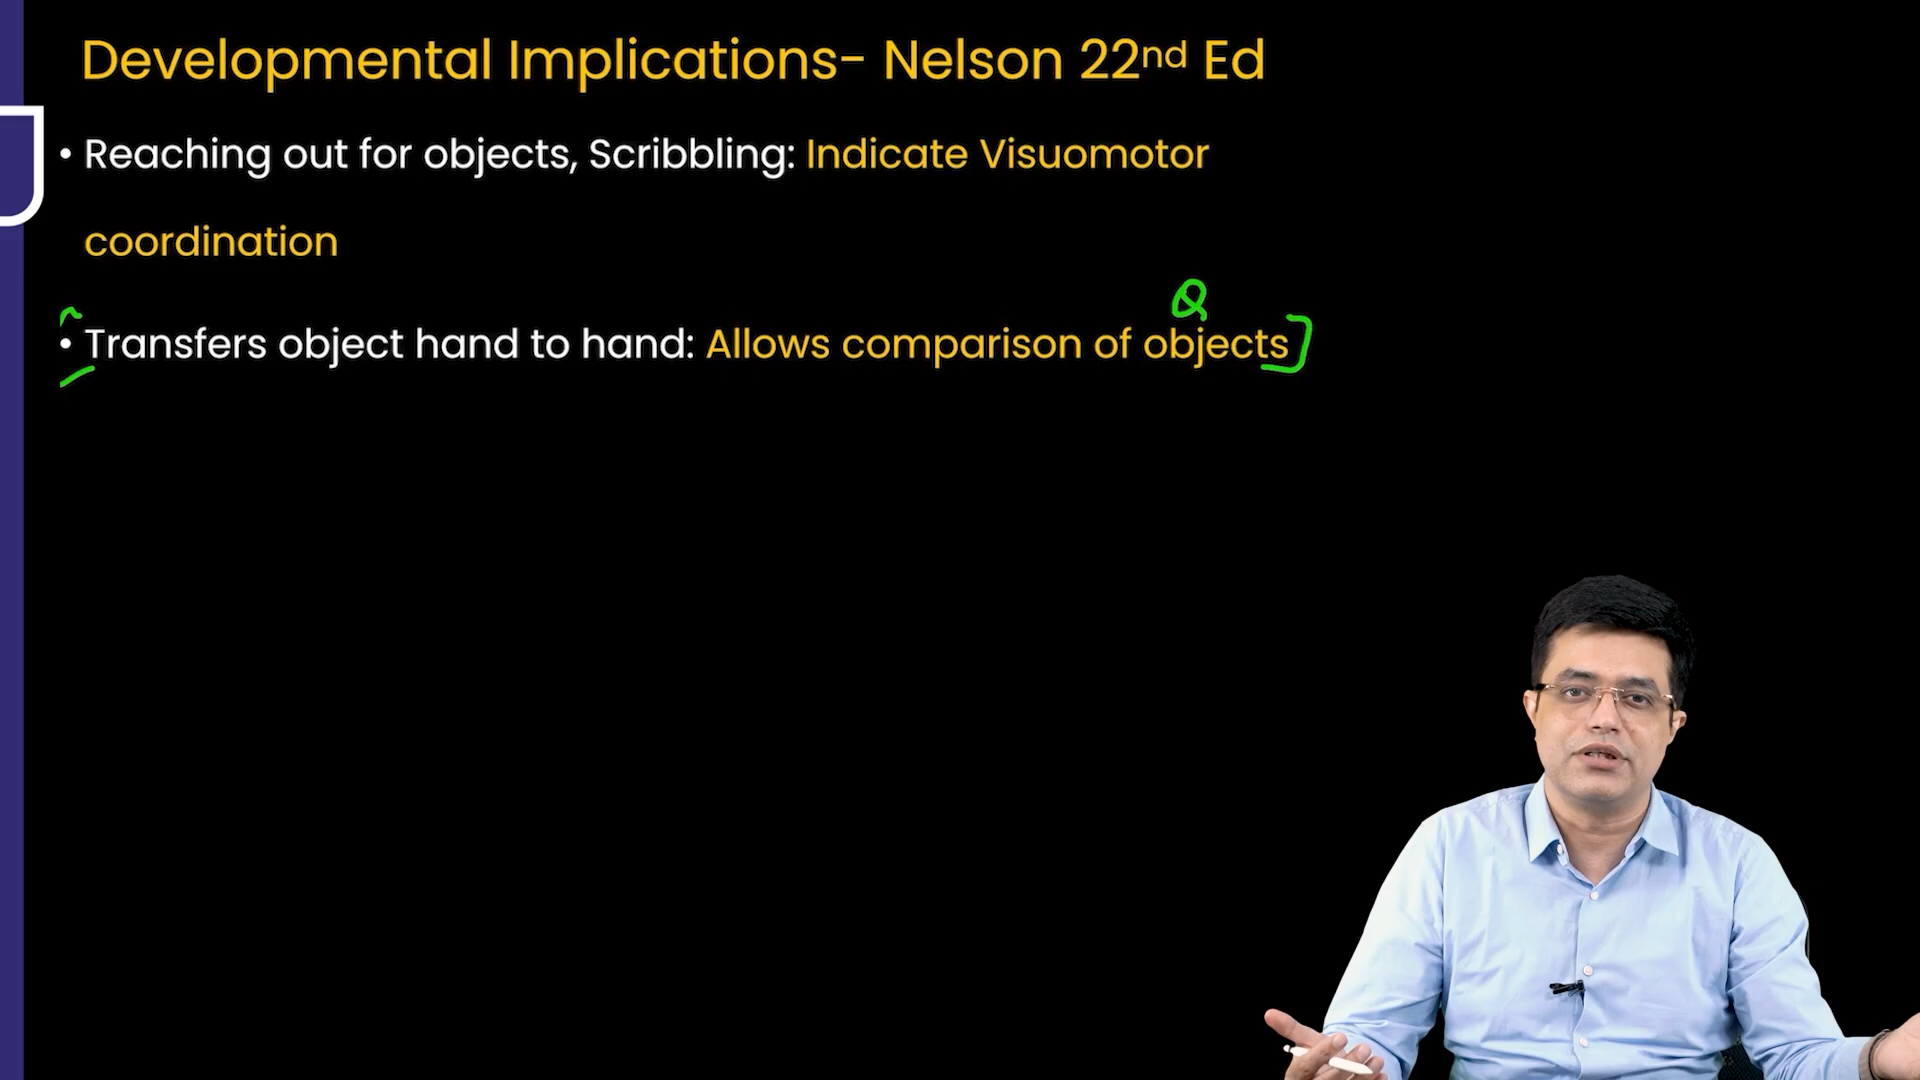 Developmental Implications- Nelson 22nd Ed
• Reaching out for objects, Scribbling: Indicate Visuomotor
coordination
Q
• Transfers object hand to hand: Allows comparison of objects